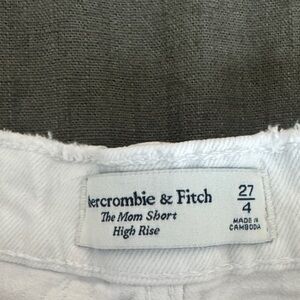 Abercrombie & Fitch
The Mom Short
High Rise
27
4
MADE IN
CAMBODIA